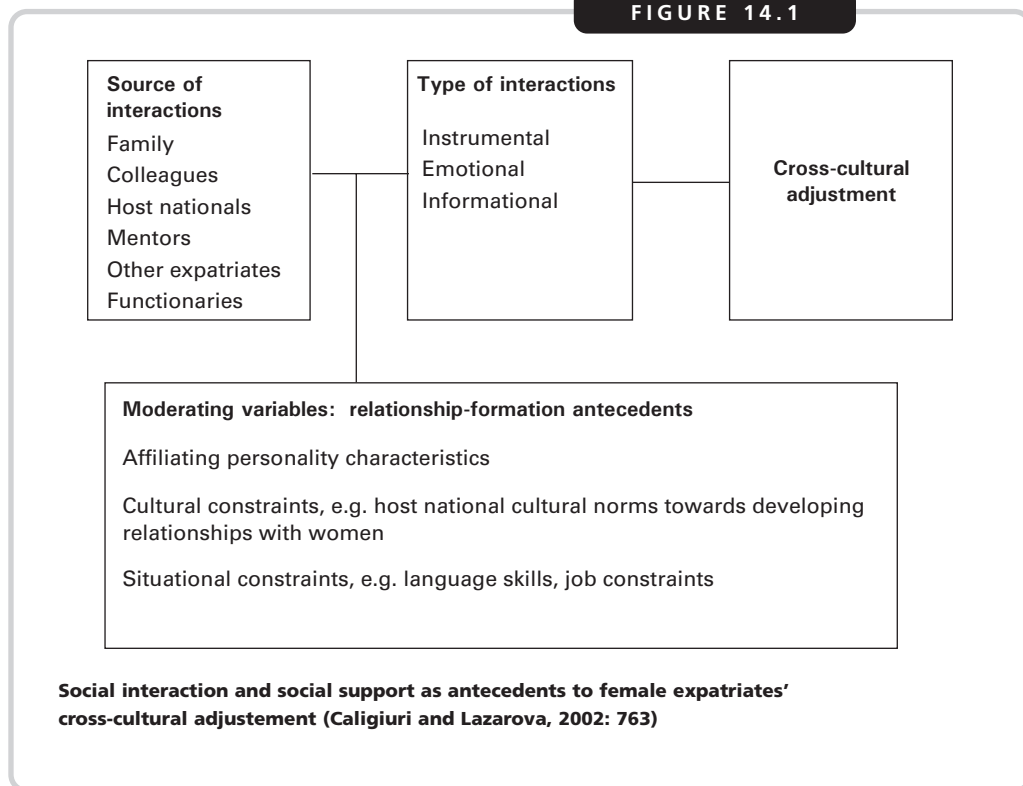 FIGURE 14.1
Source of
interactions
Family
Colleagues
Host nationals
Mentors
Other expatriates
Functionaries
Type of interactions
Instrumental
Emotional
Informational
Cross-cultural
adjustment
Moderating variables: relationship-formation antecedents
Affiliating personality characteristics
Cultural constraints, e.g. host national cultural norms towards developing
relationships with women
Situational constraints, e.g. language skills, job constraints
Social interaction and social support as antecedents to female expatriates'
cross-cultural adjustement (Caligiuri and Lazarova, 2002: 763)